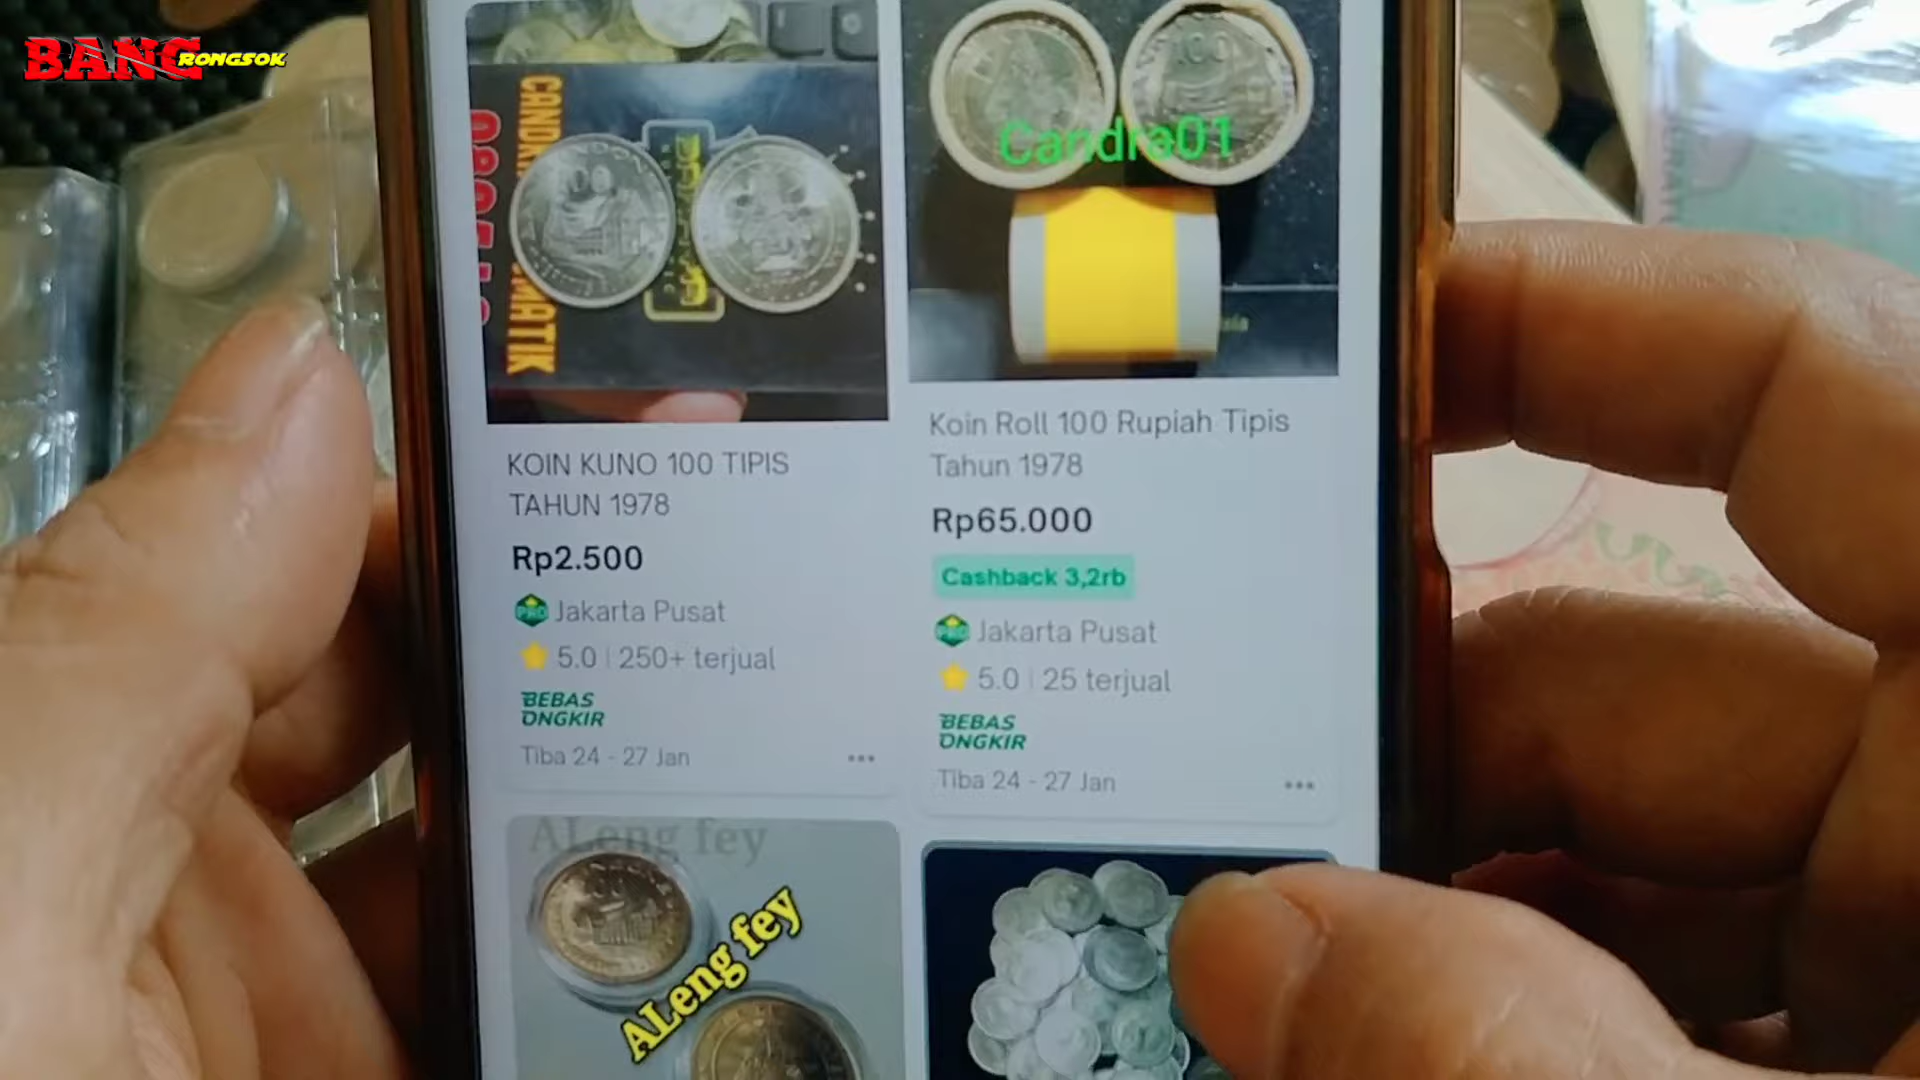 BANG RONGSOK
Candra01
KOIN KUNO 100 TIPIS
TAHUN 1978
Rp2.500
PRO Jakarta Pusat
5.0 | 250+ terjual
BEBAS
ONGKIR
Tiba 24 - 27 Jan
Koin Roll 100 Rupiah Tipis
Tahun 1978
Rp65.000
Cashback 3,2rb
PRO Jakarta Pusat
5.0 | 25 terjual
BEBAS
ONGKIR
Tiba 24 - 27 Jan
ALeng fey
ALeng fey